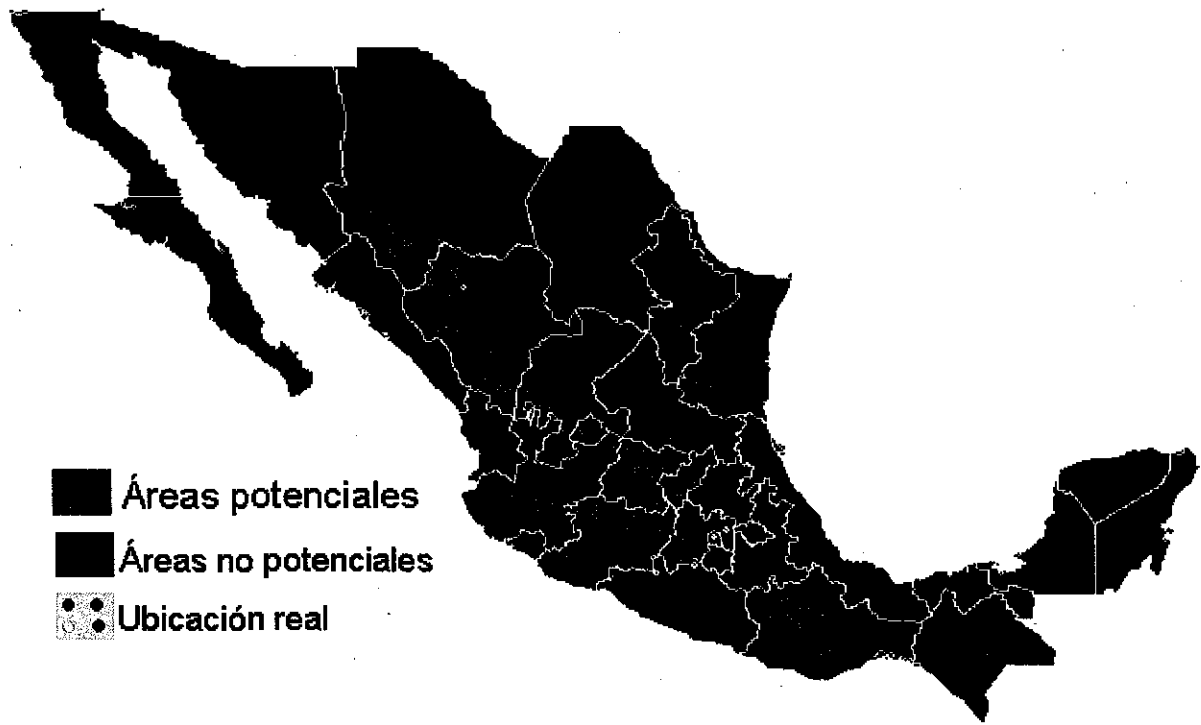 Áreas potenciales
Áreas no potenciales
Ubicación real